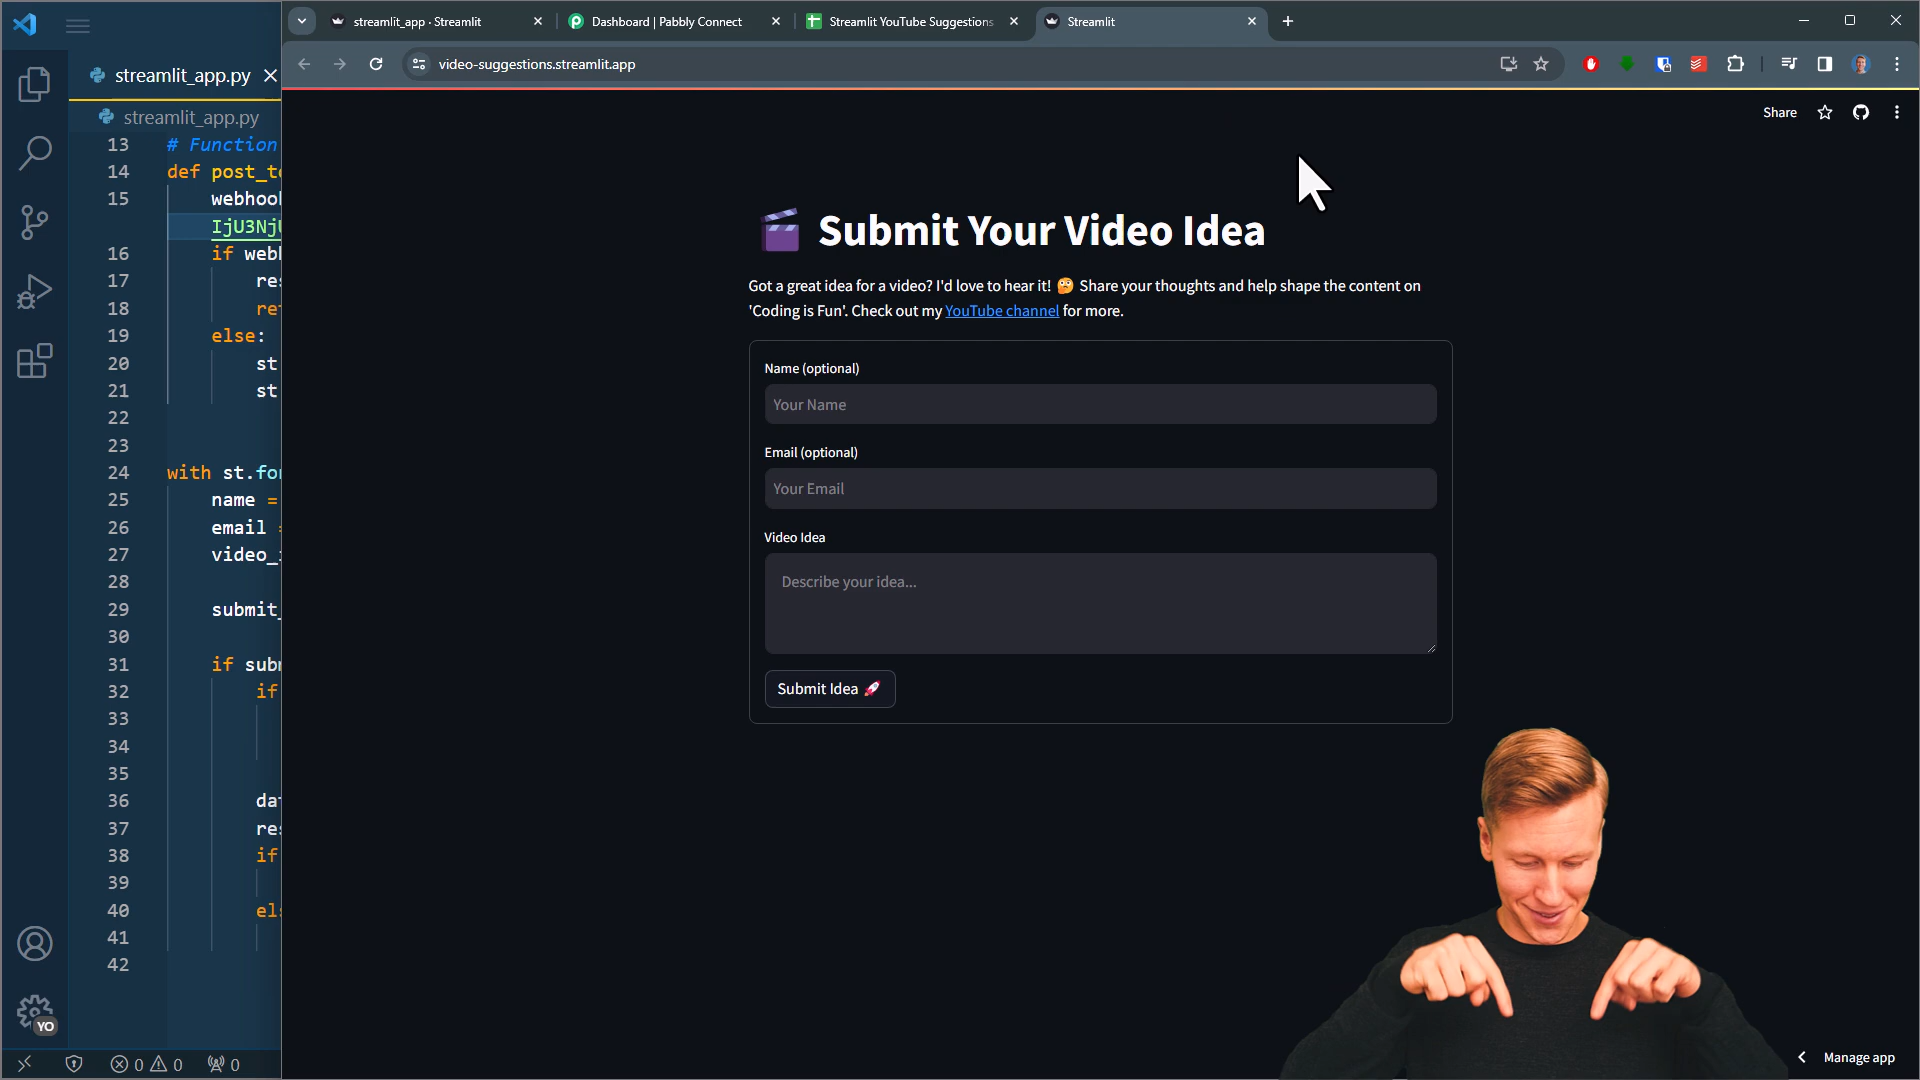 streamlit_app · Streamlit
Dashboard | Pabbly Connect
Streamlit YouTube Suggestions
Streamlit
video-suggestions.streamlit.app
streamlit_app.py
streamlit_app.py
13 # Function
14 def post_t
15 webhook
IjU3Nj
16 if web
17 re
18 re
19 else:
20 st
21 st
22
23
24 with st.fo
25 name =
26 email =
27 video_
28
29 submit_
30
31 if sub
32 if
33
34
35
36 da
37 res
38 if
39
40 els
41
42
YO
0 0 0
Share
Submit Your Video Idea
Got a great idea for a video? I'd love to hear it! 🤔 Share your thoughts and help shape the content on
'Coding is Fun'. Check out my YouTube channel for more.
Name (optional)
Your Name
Email (optional)
Your Email
Video Idea
Describe your idea...
Submit Idea 🚀
Manage app